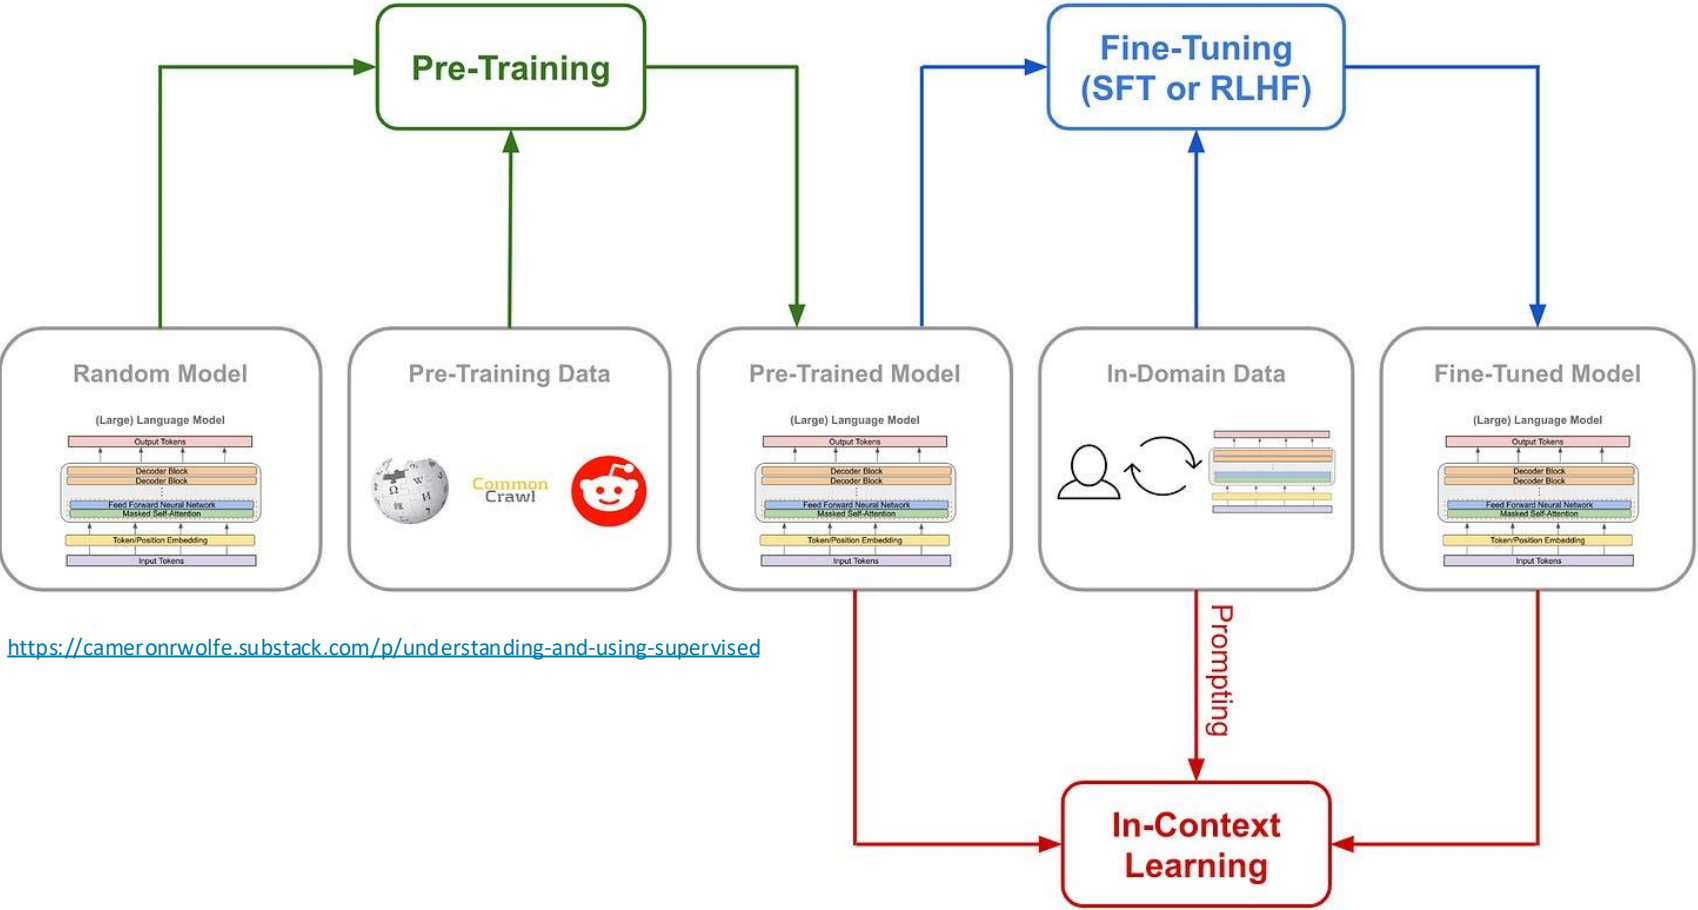 Pre-Training
Fine-Tuning
(SFT or RLHF)
Random Model
(Large) Language Model
Output Tokens
Decoder Block
Decoder Block
Feed Forward Neural Network
Masked Self-Attention
Token/Position Embedding
Input Tokens
Pre-Training Data
Common
Crawl
Pre-Trained Model
(Large) Language Model
Output Tokens
Decoder Block
Decoder Block
Feed Forward Neural Network
Masked Self-Attention
Token/Position Embedding
Input Tokens
In-Domain Data
Fine-Tuned Model
(Large) Language Model
Output Tokens
Decoder Block
Decoder Block
Feed Forward Neural Network
Masked Self-Attention
Token/Position Embedding
Input Tokens
https://cameronrwolfe.substack.com/p/understanding-and-using-supervised
Prompting
In-Context
Learning